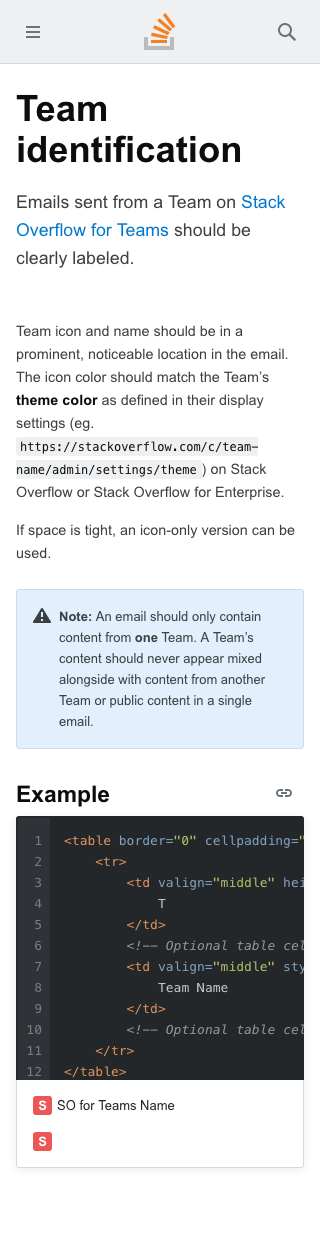 Team
identification
Emails sent from a Team on Stack
Overflow for Teams should be
clearly labeled.
Team icon and name should be in a
prominent, noticeable location in the email.
The icon color should match the Team's
theme color as defined in their display
settings (eg.
https://stackoverflow.com/c/team-
name/admin/settings/theme ) on Stack
Overflow or Stack Overflow for Enterprise.
If space is tight, an icon-only version can be
used.
Note: An email should only contain
content from one Team. A Team's
content should never appear mixed
alongside with content from another
Team or public content in a single
email.
Example
1 <table border="0" cellpadding="
2 <tr>
3 <td valign="middle" hei
4 T
5 </td>
6 <!-- Optional table cel
7 <td valign="middle" sty
8 Team Name
9 </td>
10 <!-- Optional table cel
11 </tr>
12 </table>
S SO for Teams Name
S